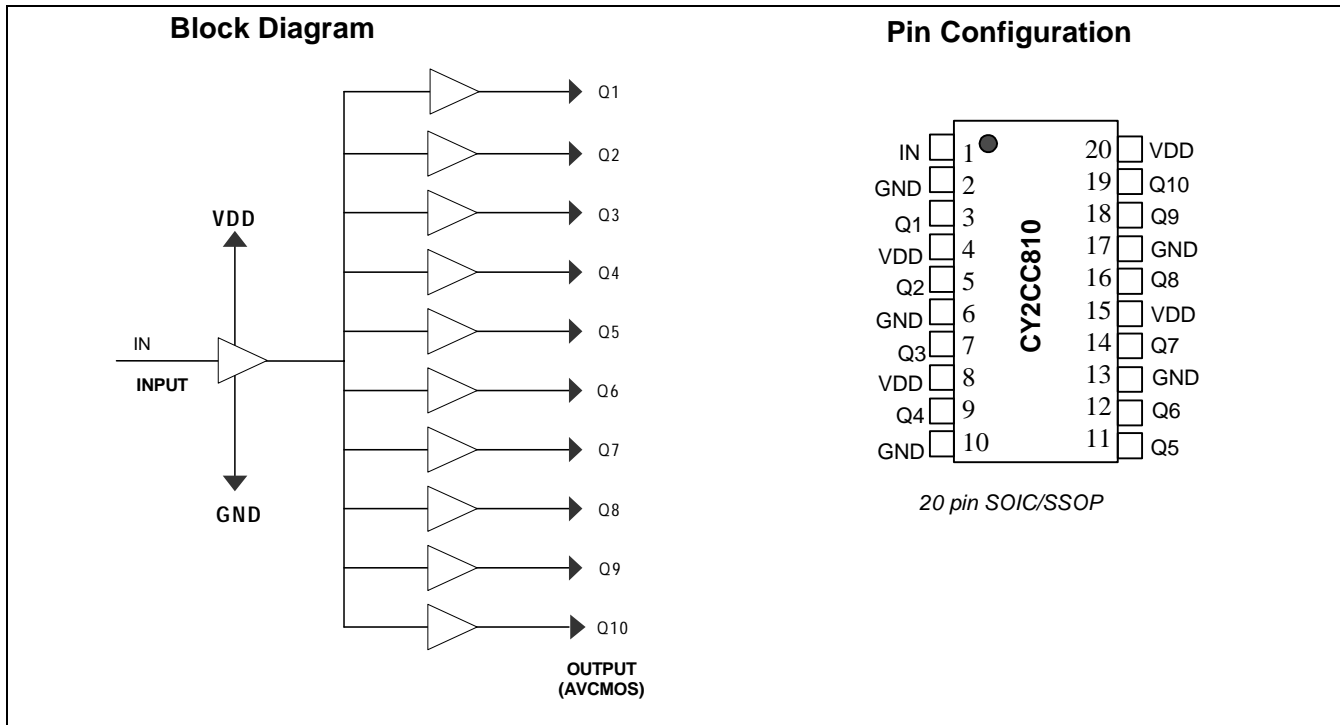 Block Diagram
Q1
Q2
Q3
VDD
Q4
Q5
IN
INPUT
Q6
Q7
GND
Q8
Q9
Q10
OUTPUT
(AVCMOS)
Pin Configuration
IN 1 20 VDD
GND 2 19 Q10
Q1 3 18 Q9
VDD 4 17 GND
Q2 5 16 Q8
GND 6 15 VDD
Q3 7 14 Q7
VDD 8 13 GND
Q4 9 12 Q6
GND 10 11 Q5
CY2CC810
20 pin SOIC/SSOP